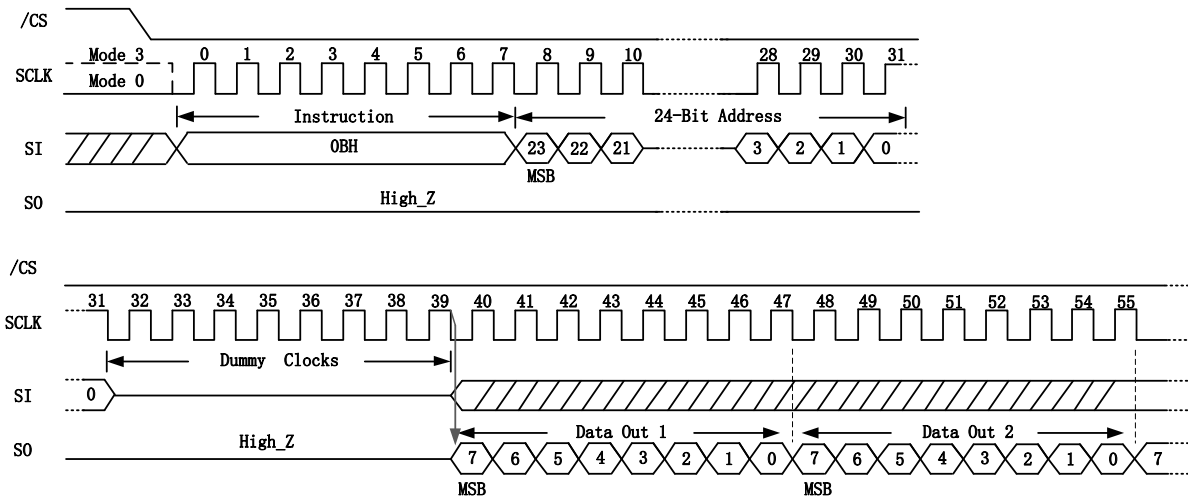 /CS
Mode 3 0 1 2 3 4 5 6 7 8 9 10 28 29 30 31
SCLK
Mode 0
Instruction 24-Bit Address
SI 0BH 23 22 21 3 2 1 0
MSB
SO High_Z
/CS
31 32 33 34 35 36 37 38 39 40 41 42 43 44 45 46 47 48 49 50 51 52 53 54 55
SCLK
Dummy Clocks
SI 0
High_Z Data Out 1 Data Out 2
SO 7 6 5 4 3 2 1 0 7 6 5 4 3 2 1 0 7
MSB MSB